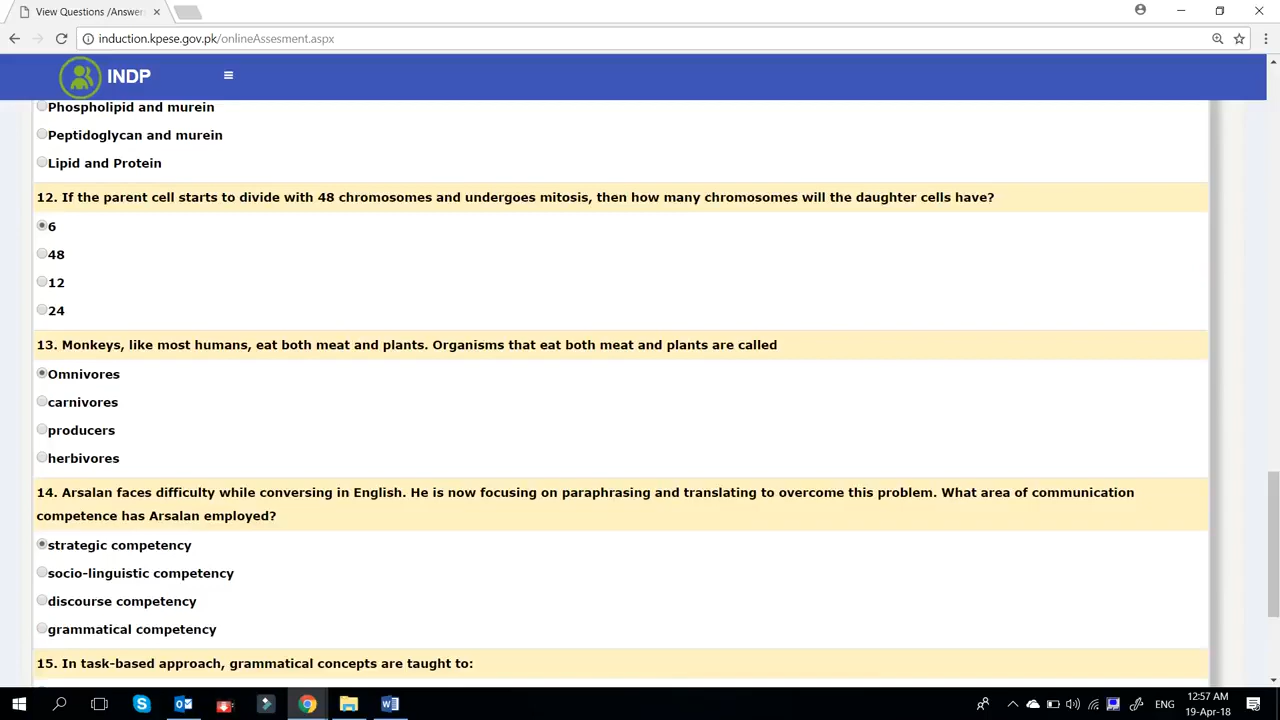 View Questions /Answer
induction.kpese.gov.pk/onlineAssesment.aspx
INDP
Phospholipid and murein
Peptidoglycan and murein
Lipid and Protein
12. If the parent cell starts to divide with 48 chromosomes and undergoes mitosis, then how many chromosomes will the daughter cells have?
6
48
12
24
13. Monkeys, like most humans, eat both meat and plants. Organisms that eat both meat and plants are called
Omnivores
carnivores
producers
herbivores
14. Arsalan faces difficulty while conversing in English. He is now focusing on paraphrasing and translating to overcome this problem. What area of communication
competence has Arsalan employed?
strategic competency
socio-linguistic competency
discourse competency
grammatical competency
15. In task-based approach, grammatical concepts are taught to:
12:57 AM
ENG
19-Apr-18